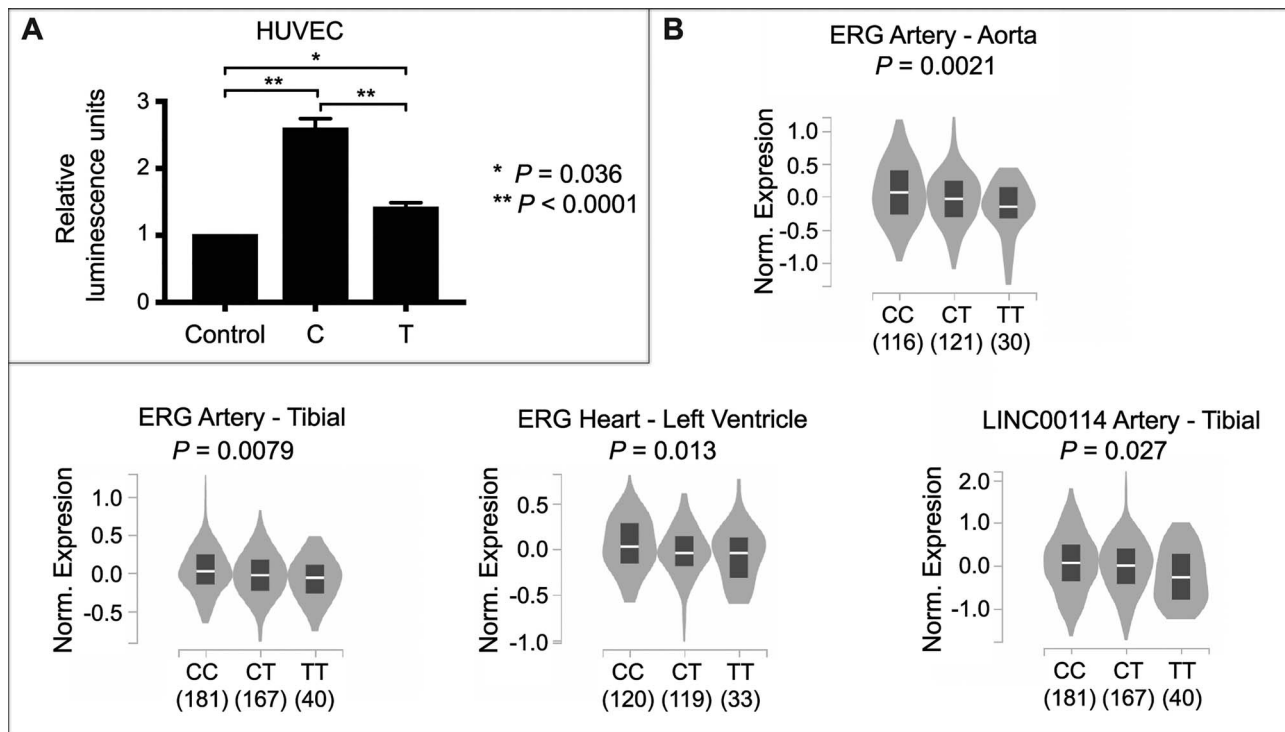 A
HUVEC
*
** **
Relative
luminescence units
3
2
1
0
Control C T
* P = 0.036
** P < 0.0001
B
ERG Artery - Aorta
P = 0.0021
Norm. Expresion
1.0
0.5
0.0
-0.5
-1.0
CC CT TT
(116) (121) (30)
ERG Artery - Tibial
P = 0.0079
Norm. Expresion
1.0
0.5
0.0
-0.5
CC CT TT
(181) (167) (40)
ERG Heart - Left Ventricle
P = 0.013
Norm. Expresion
0.5
0.0
-0.5
-1.0
CC CT TT
(120) (119) (33)
LINC00114 Artery - Tibial
P = 0.027
Norm. Expresion
2.0
1.0
0.0
-1.0
CC CT TT
(181) (167) (40)